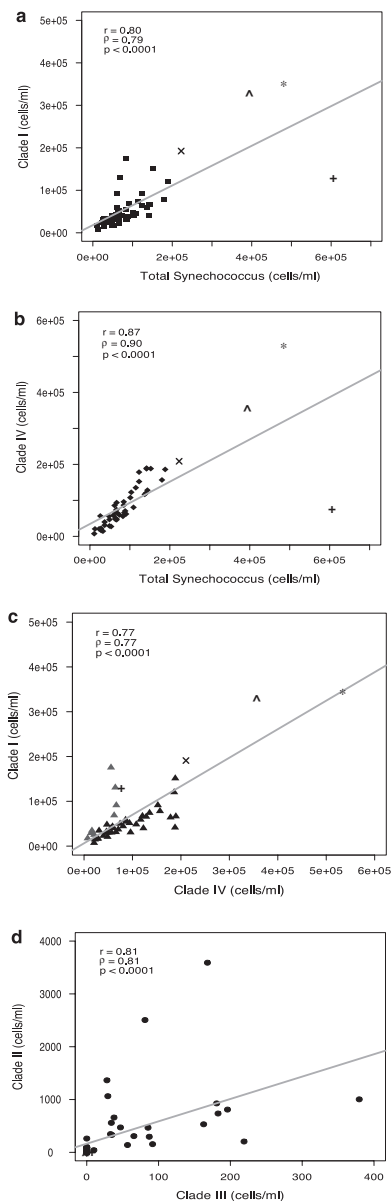 a
r = 0.80
ρ = 0.79
p < 0.0001
Clade I (cells/ml)
5e+05
4e+05
3e+05
2e+05
1e+05
0e+00
0e+00 2e+05 4e+05 6e+05
Total Synechococcus (cells/ml)
b
r = 0.87
ρ = 0.90
p < 0.0001
Clade IV (cells/ml)
6e+05
4e+05
2e+05
0e+00
0e+00 2e+05 4e+05 6e+05
Total Synechococcus (cells/ml)
c
r = 0.77
ρ = 0.77
p < 0.0001
Clade I (cells/ml)
5e+05
4e+05
3e+05
2e+05
1e+05
0e+00
0e+00 1e+05 2e+05 3e+05 4e+05 5e+05 6e+05
Clade IV (cells/ml)
d
r = 0.81
ρ = 0.81
p < 0.0001
Clade II (cells/ml)
4000
3000
2000
1000
0
0 100 200 300 400
Clade III (cells/ml)